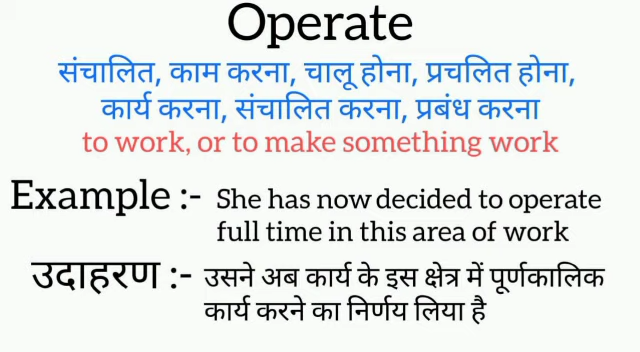 Operate
संचालित, काम करना, चालू होना, प्रचलित होना,
कार्य करना, संचालित करना, प्रबंध करना
to work, or to make something work
Example :- She has now decided to operate
full time in this area of work
उदाहरण :- उसने अब कार्य के इस क्षेत्र में पूर्णकालिक
कार्य करने का निर्णय लिया है